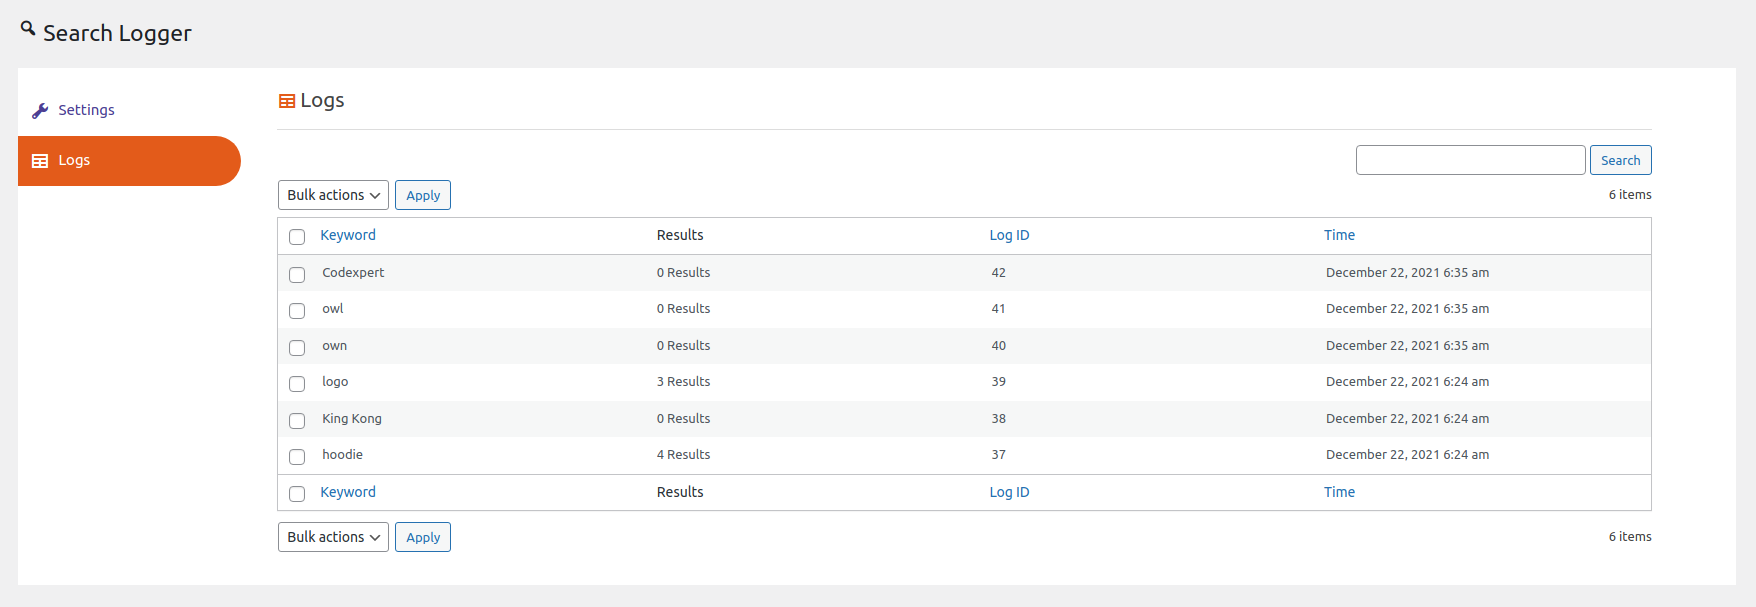 Search Logger
Settings
Logs
Logs
Search
Bulk actions Apply 6 items
Keyword Results Log ID Time
Codexpert 0 Results 42 December 22, 2021 6:35 am
owl 0 Results 41 December 22, 2021 6:35 am
own 0 Results 40 December 22, 2021 6:35 am
logo 3 Results 39 December 22, 2021 6:24 am
King Kong 0 Results 38 December 22, 2021 6:24 am
hoodie 4 Results 37 December 22, 2021 6:24 am
Keyword Results Log ID Time
Bulk actions Apply 6 items